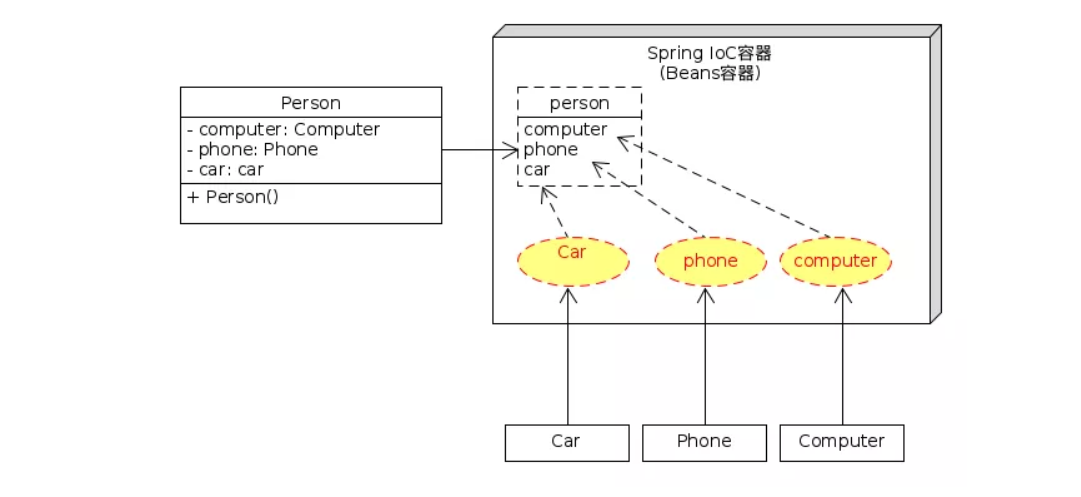 Spring IoC容器
(Beans容器)
Person
- computer: Computer
- phone: Phone
- car: car
+ Person()
person
computer
phone
car
Car
phone
computer
Car
Phone
Computer